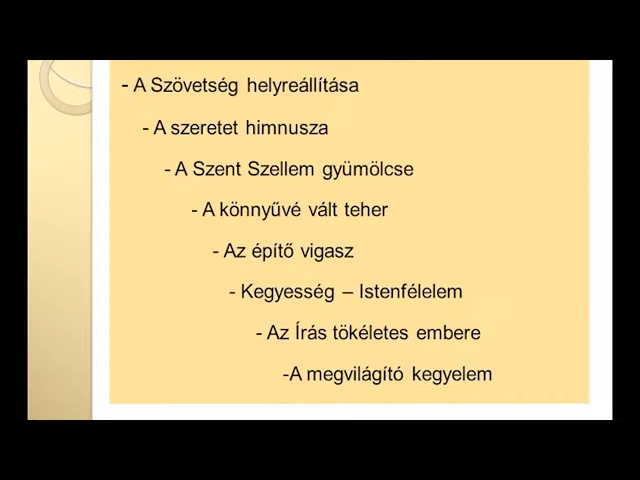 - A Szövetség helyreállítása
- A szeretet himnusza
- A Szent Szellem gyümölcse
- A könnyűvé vált teher
- Az építő vigasz
- Kegyesség – Istenfélelem
- Az Írás tökéletes embere
-A megvilágító kegyelem